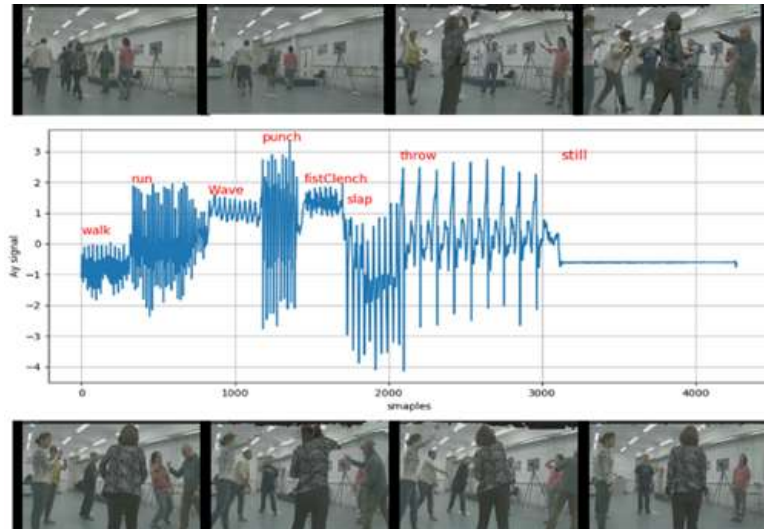 punch
throw
still
run
fistClench
Wave
slap
walk
3
2
1
0
−1
−2
−3
−4
Ay signal
0
1000
2000
3000
4000
smaples